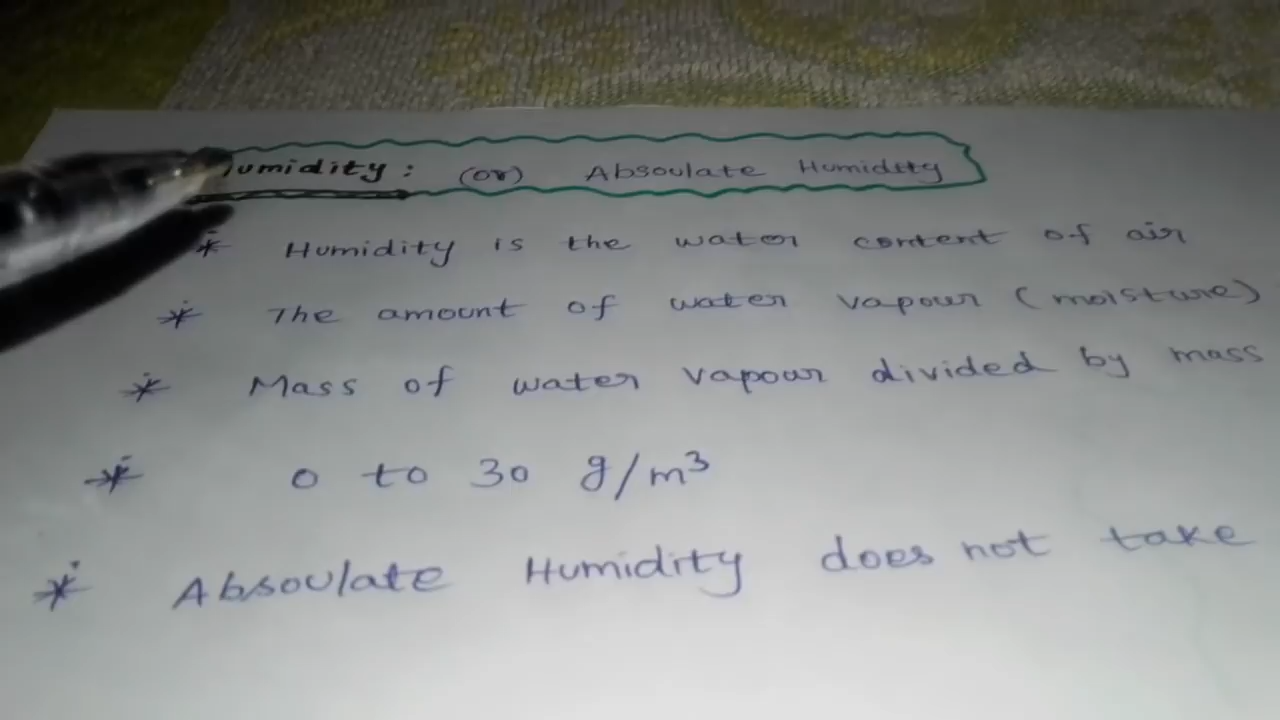 Humidity: (or) Absoulate Humidity
* Humidity is the water content of air
* The amount of water vapour (moisture)
* Mass of water vapour divided by mass
* 0 to 30 g/m³
* Absoulate Humidity does not take